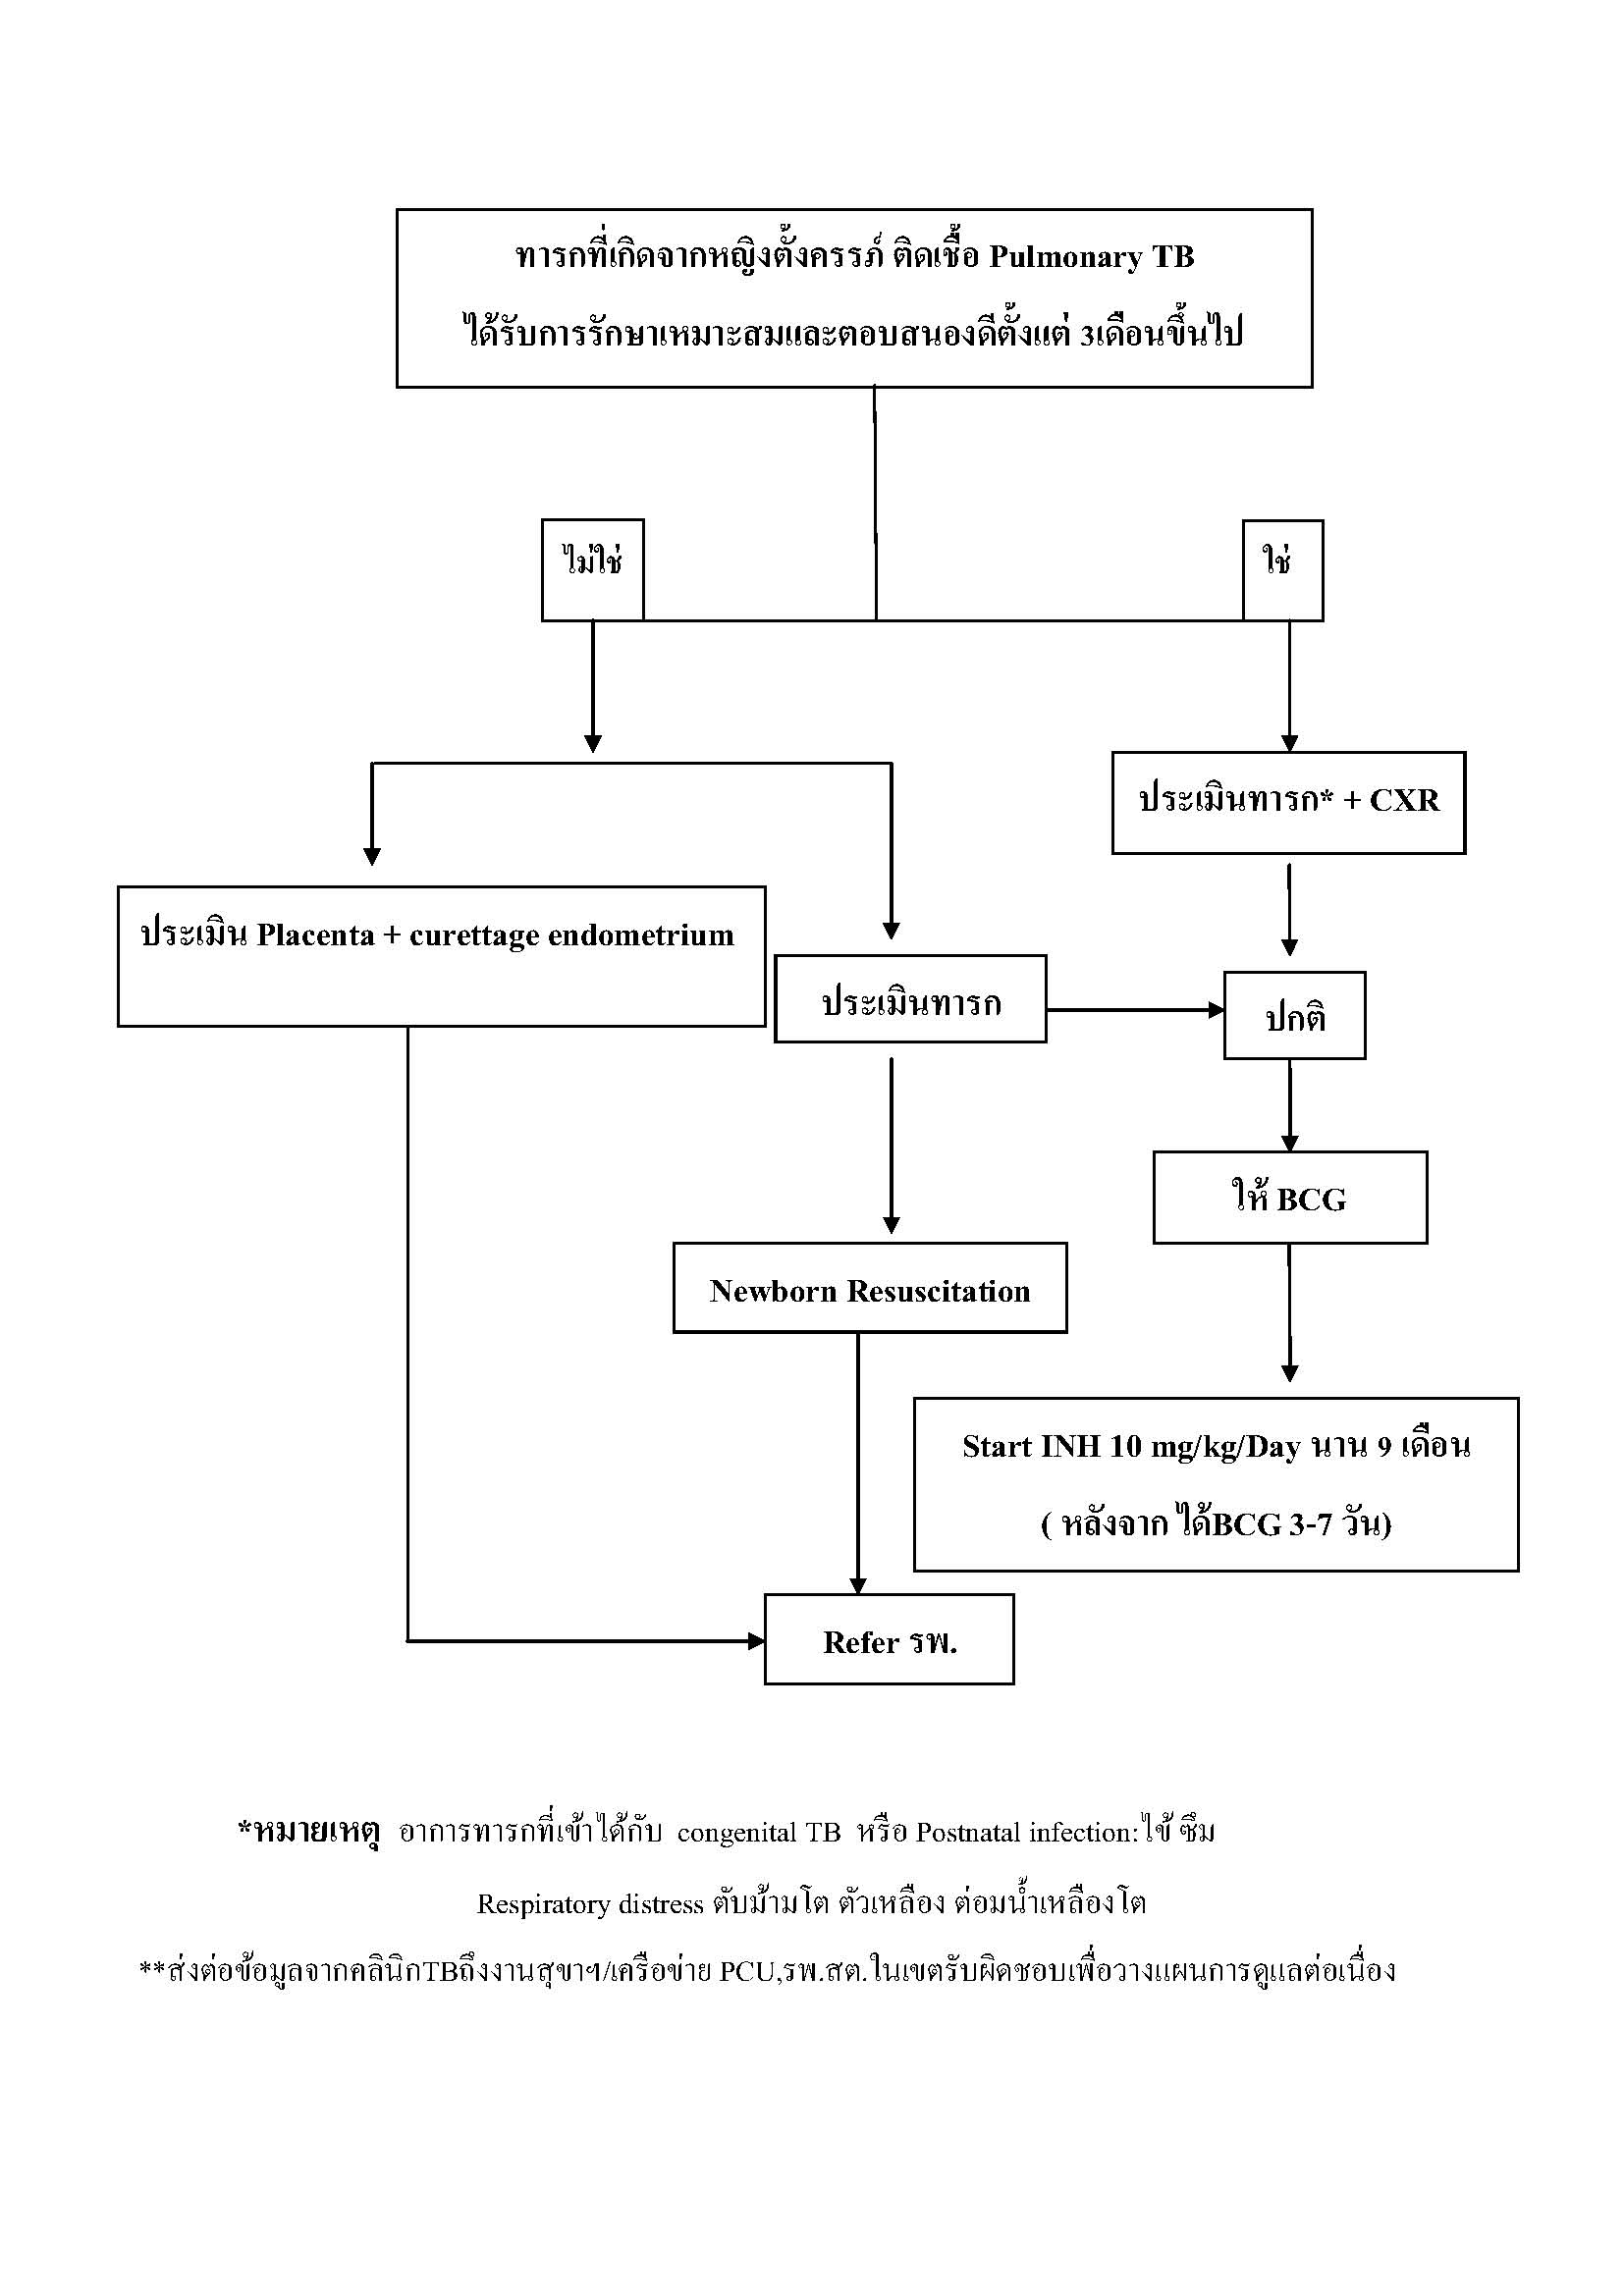 ทารกที่เกิดจากหญิงตั้งครรภ์ ติดเชื้อ Pulmonary TB
ได้รับการรักษาเหมาะสมและตอบสนองดีตั้งแต่ 3เดือนขึ้นไป
ไม่ใช่
ใช่
ประเมินทารก* + CXR
ประเมิน Placenta + curettage endometrium
ประเมินทารก
ปกติ
ให้ BCG
Newborn Resuscitation
Start INH 10 mg/kg/Day นาน 9 เดือน
( หลังจาก ได้BCG 3-7 วัน)
Refer รพ.
*หมายเหตุ อาการทารกที่เข้าได้กับ congenital TB หรือ Postnatal infection:ไข้ ซึม
Respiratory distress ตับม้ามโต ตัวเหลือง ต่อมน้ำเหลืองโต
**ส่งต่อข้อมูลจากคลินิกTBถึงงานสุขาฯ/เครือข่าย PCU,รพ.สต.ในเขตรับผิดชอบเพื่อวางแผนการดูแลต่อเนื่อง